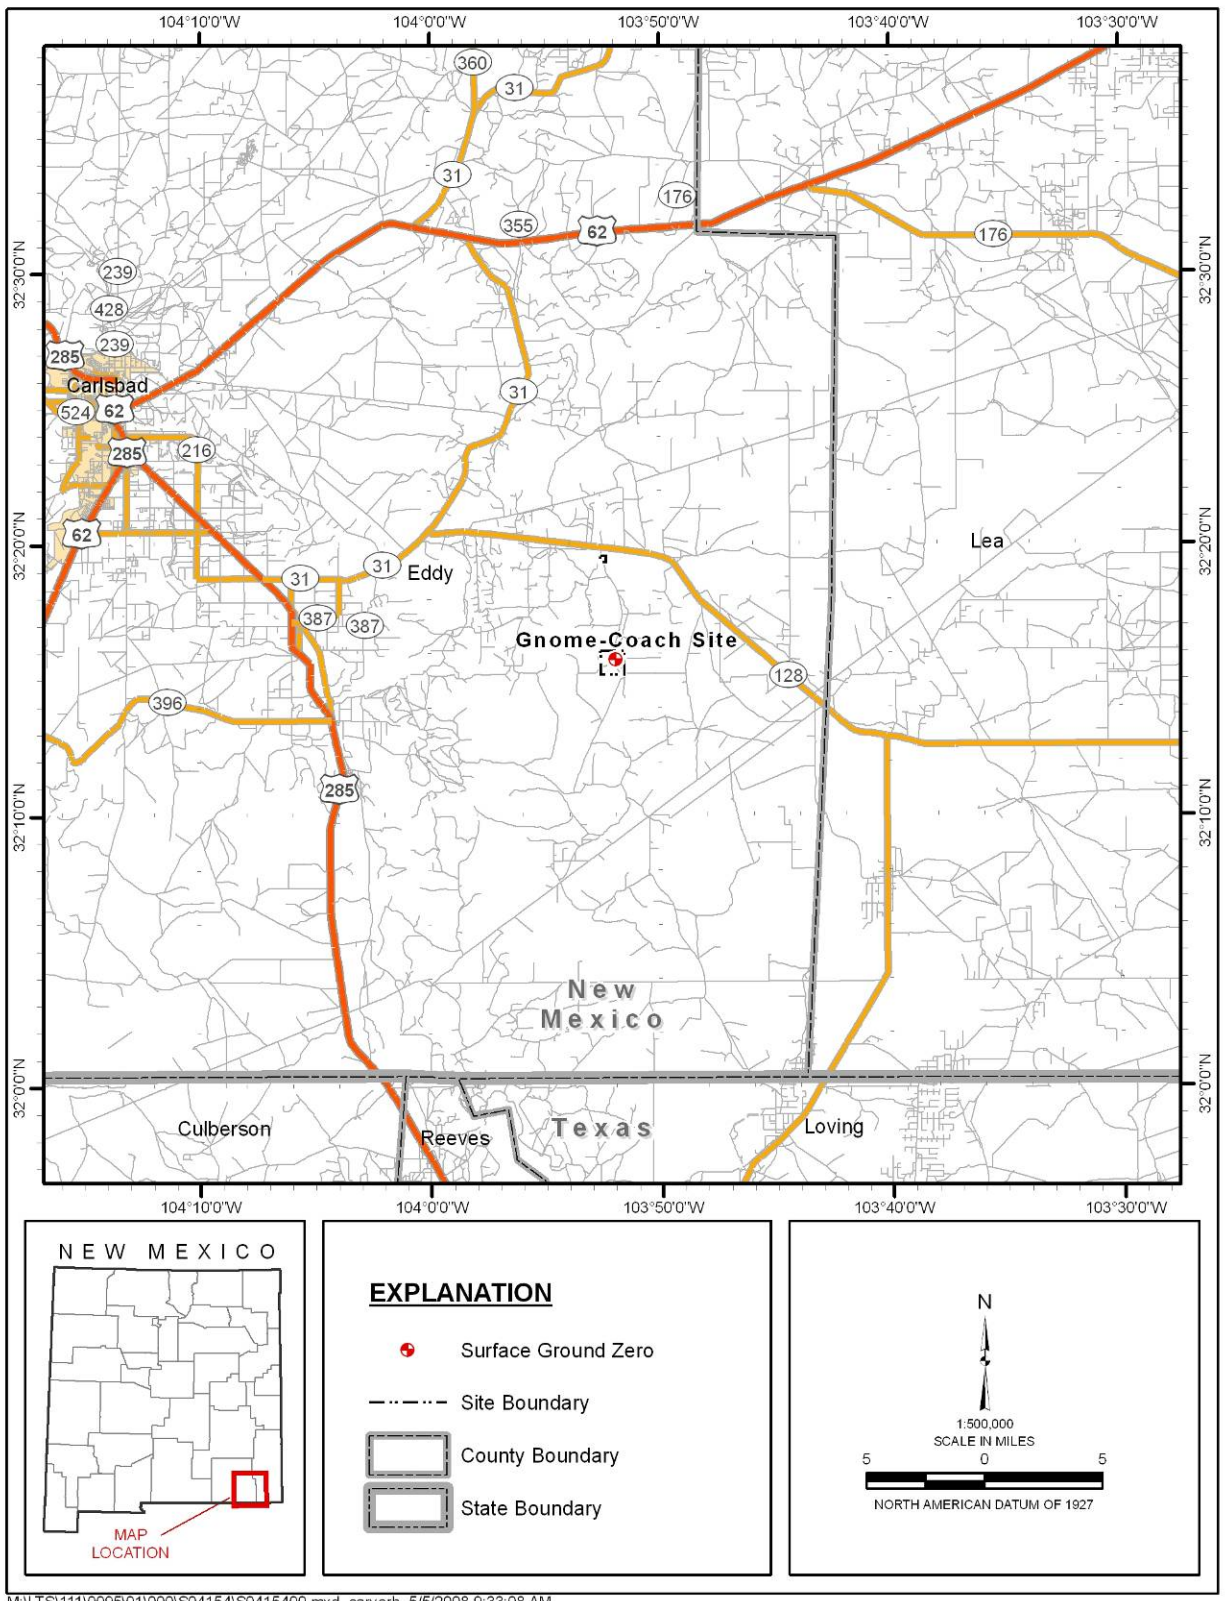 104°10'0"W 104°0'0"W 103°50'0"W 103°40'0"W 103°30'0"W
360
31
31
176
355
62
176
32°30'0"N
32°30'0"N
239
428
239
285
Carlsbad
524
62
31
285
216
62
32°20'0"N
32°20'0"N
Lea
31
31
Eddy
387
387
Gnome-Coach Site
128
396
285
32°10'0"N
32°10'0"N
New
Mexico
32°0'0"N
32°0'0"N
Culberson
Reeves
Texas
Loving
104°10'0"W 104°0'0"W 103°50'0"W 103°40'0"W 103°30'0"W
NEW MEXICO
MAP
LOCATION
EXPLANATION
Surface Ground Zero
Site Boundary
County Boundary
State Boundary
N
1:500,000
SCALE IN MILES
5 0 5
NORTH AMERICAN DATUM OF 1927